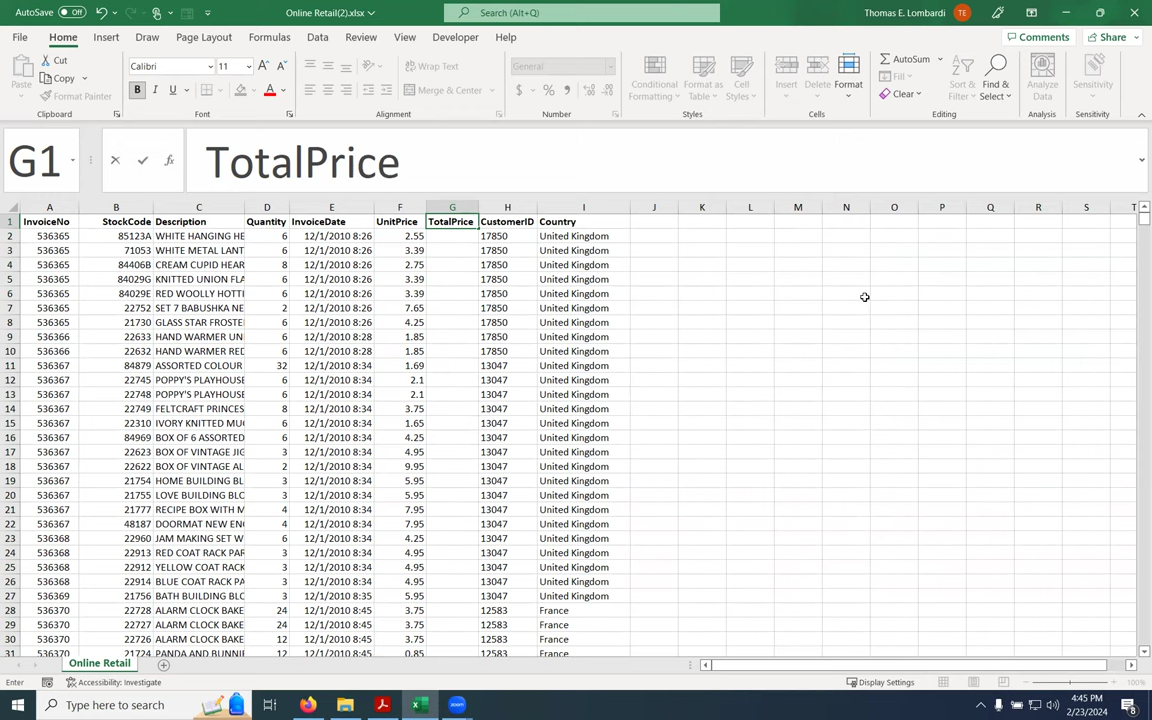 AutoSave Off Online Retail(2).xlsx Search (Alt+Q) Thomas E. Lombardi TE
File Home Insert Draw Page Layout Formulas Data Review View Developer Help Comments Share
Paste Cut Copy Format Painter Calibri 11 B I U Wrap Text Merge & Center General Conditional Formatting Format as Table Cell Styles Insert Delete Format AutoSum Fill Clear Sort & Filter Find & Select Analyze Data Sensitivity
Clipboard Font Alignment Number Styles Cells Editing Analysis Sensitivity
G1 fx TotalPrice
A B C D E F G H I J K L M N O P Q R S T
1 InvoiceNo StockCode Description Quantity InvoiceDate UnitPrice TotalPrice CustomerID Country
2 536365 85123A WHITE HANGING HE 6 12/1/2010 8:26 2.55 17850 United Kingdom
3 536365 71053 WHITE METAL LANT 6 12/1/2010 8:26 3.39 17850 United Kingdom
4 536365 84406B CREAM CUPID HEAR 8 12/1/2010 8:26 2.75 17850 United Kingdom
5 536365 84029G KNITTED UNION FLA 6 12/1/2010 8:26 3.39 17850 United Kingdom
6 536365 84029E RED WOOLLY HOTTI 6 12/1/2010 8:26 3.39 17850 United Kingdom
7 536365 22752 SET 7 BABUSHKA NE 2 12/1/2010 8:26 7.65 17850 United Kingdom
8 536365 21730 GLASS STAR FROSTE 6 12/1/2010 8:26 4.25 17850 United Kingdom
9 536366 22633 HAND WARMER UN 6 12/1/2010 8:28 1.85 17850 United Kingdom
10 536366 22632 HAND WARMER RED 6 12/1/2010 8:28 1.85 17850 United Kingdom
11 536367 84879 ASSORTED COLOUR 32 12/1/2010 8:34 1.69 13047 United Kingdom
12 536367 22745 POPPY'S PLAYHOUSE 6 12/1/2010 8:34 2.1 13047 United Kingdom
13 536367 22748 POPPY'S PLAYHOUSE 6 12/1/2010 8:34 2.1 13047 United Kingdom
14 536367 22749 FELTCRAFT PRINCES 8 12/1/2010 8:34 3.75 13047 United Kingdom
15 536367 22310 IVORY KNITTED MU 6 12/1/2010 8:34 1.65 13047 United Kingdom
16 536367 84969 BOX OF 6 ASSORTED 6 12/1/2010 8:34 4.25 13047 United Kingdom
17 536367 22623 BOX OF VINTAGE JIG 3 12/1/2010 8:34 4.95 13047 United Kingdom
18 536367 22622 BOX OF VINTAGE AL 2 12/1/2010 8:34 9.95 13047 United Kingdom
19 536367 21754 HOME BUILDING BL 3 12/1/2010 8:34 5.95 13047 United Kingdom
20 536367 21755 LOVE BUILDING BLO 3 12/1/2010 8:34 5.95 13047 United Kingdom
21 536367 21777 RECIPE BOX WITH M 4 12/1/2010 8:34 7.95 13047 United Kingdom
22 536367 48187 DOORMAT NEW EN 4 12/1/2010 8:34 7.95 13047 United Kingdom
23 536368 22960 JAM MAKING SET W 6 12/1/2010 8:34 4.25 13047 United Kingdom
24 536368 22913 RED COAT RACK PAR 3 12/1/2010 8:34 4.95 13047 United Kingdom
25 536368 22912 YELLOW COAT RACK 3 12/1/2010 8:34 4.95 13047 United Kingdom
26 536368 22914 BLUE COAT RACK PA 3 12/1/2010 8:34 4.95 13047 United Kingdom
27 536369 21756 BATH BUILDING BLO 3 12/1/2010 8:35 5.95 13047 United Kingdom
28 536370 22728 ALARM CLOCK BAKE 24 12/1/2010 8:45 3.75 12583 France
29 536370 22727 ALARM CLOCK BAKE 24 12/1/2010 8:45 3.75 12583 France
30 536370 22726 ALARM CLOCK BAKE 12 12/1/2010 8:45 3.75 12583 France
31 536370 21724 PANDA AND BUNNIE 12 12/1/2010 8:45 0.85 12583 France
Online Retail
Enter Accessibility: Investigate Display Settings 100%
Type here to search 4:45 PM
2/23/2024 8